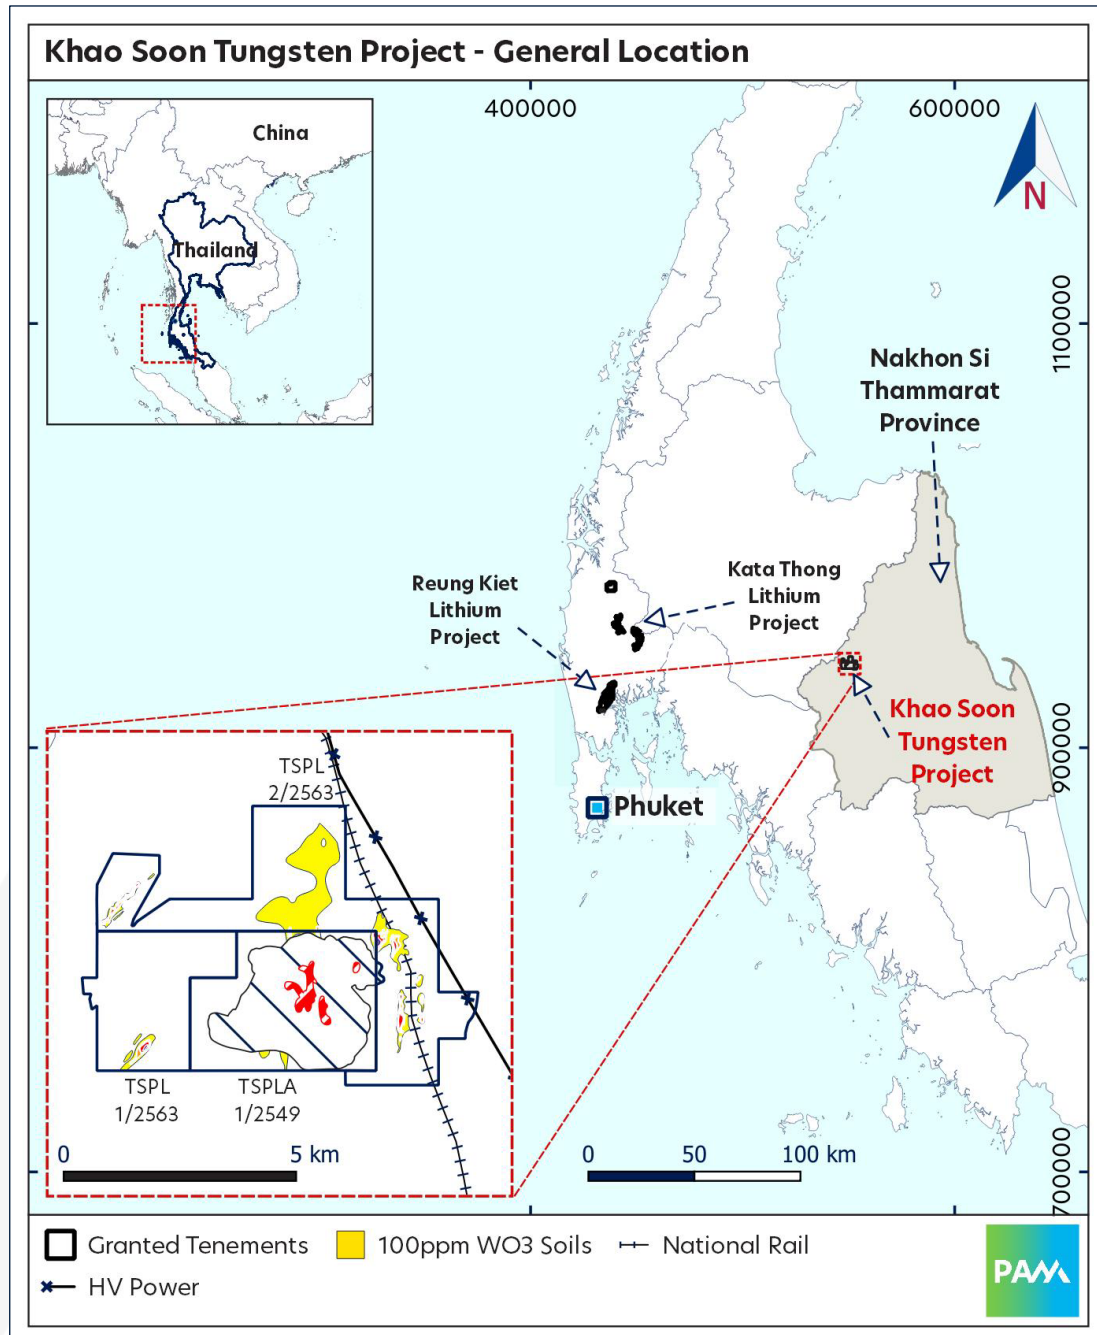 Khao Soon Tungsten Project - General Location
400000
600000
China
Thailand
N
1100000
Nakhon Si
Thammarat
Province
Reung Kiet
Lithium
Project
Kata Thong
Lithium
Project
Khao Soon
Tungsten
Project
900000
Phuket
TSPL
2/2563
TSPL
1/2563
TSPLA
1/2549
0
5 km
0
50
100 km
700000
Granted Tenements
100ppm WO3 Soils
National Rail
HV Power
PAM